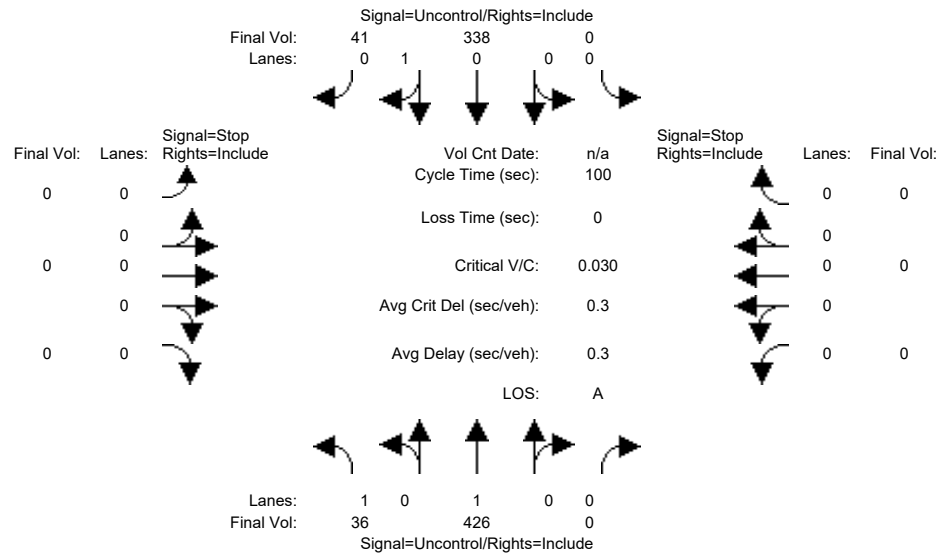 Signal=Uncontrol/Rights=Include
Final Vol: 41 338 0
Lanes: 0 1 0 0 0
Signal=Stop Signal=Stop
Final Vol: Lanes: Rights=Include Vol Cnt Date: n/a Rights=Include Lanes: Final Vol:
Cycle Time (sec): 100
0 0 0 0
Loss Time (sec): 0
0 0
0 0 Critical V/C: 0.030 0 0
0 Avg Crit Del (sec/veh): 0.3 0
0 0 Avg Delay (sec/veh): 0.3 0 0
LOS: A
Lanes: 1 0 1 0 0
Final Vol: 36 426 0
Signal=Uncontrol/Rights=Include